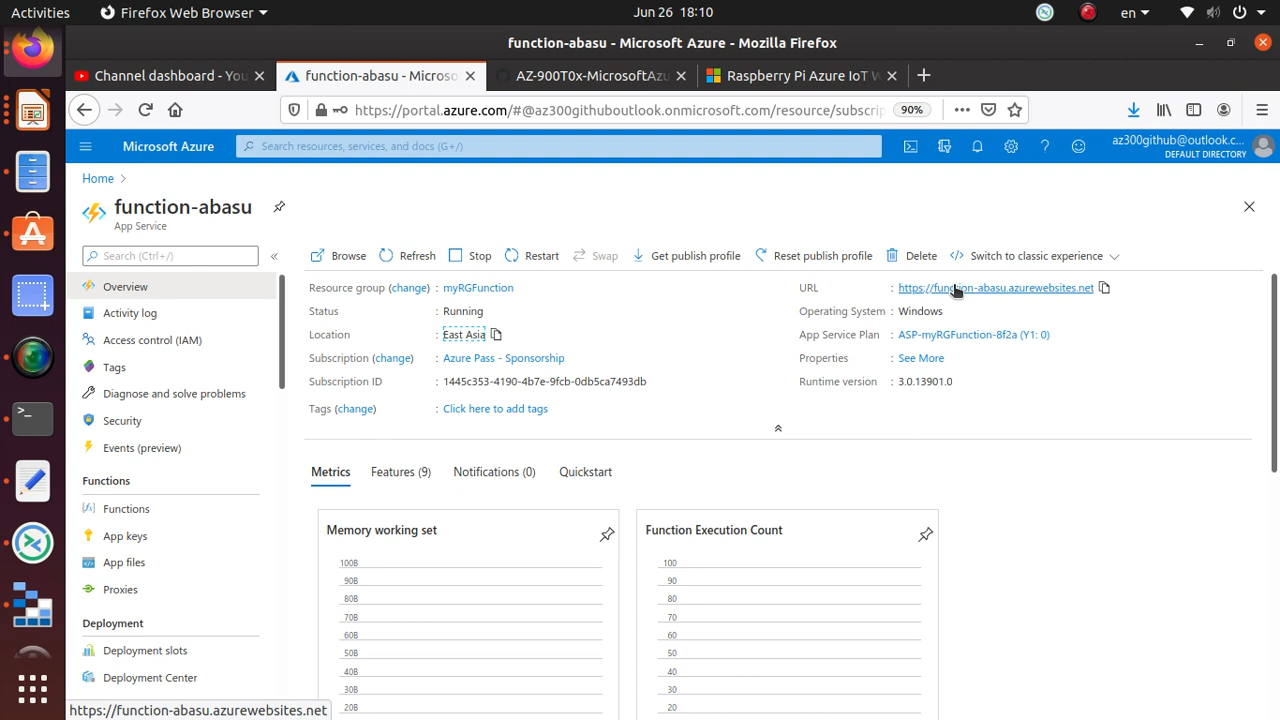 Activities Firefox Web Browser Jun 26 18:10 en
function-abasu - Microsoft Azure - Mozilla Firefox
Channel dashboard - You function-abasu - Microso AZ-900T0x-MicrosoftAzu Raspberry Pi Azure IoT W
https://portal.azure.com/#@az300githuboutlook.onmicrosoft.com/resource/subscrip 90%
Microsoft Azure Search resources, services, and docs (G+/) az300github@outlook.c...
DEFAULT DIRECTORY
Home
function-abasu
App Service
Search (Ctrl+/) Browse Refresh Stop Restart Swap Get publish profile Reset publish profile Delete Switch to classic experience
Overview
Activity log
Access control (IAM)
Tags
Diagnose and solve problems
Security
Events (preview)
Functions
Functions
App keys
App files
Proxies
Deployment
Deployment slots
Deployment Center
Resource group (change) : myRGFunction
Status : Running
Location : East Asia
Subscription (change) : Azure Pass - Sponsorship
Subscription ID : 1445c353-4190-4b7e-9fcb-0db5ca7493db
Tags (change) : Click here to add tags
URL : https://function-abasu.azurewebsites.net
Operating System : Windows
App Service Plan : ASP-myRGFunction-8f2a (Y1: 0)
Properties : See More
Runtime version : 3.0.13901.0
Metrics Features (9) Notifications (0) Quickstart
Memory working set
100B
90B
80B
70B
60B
50B
40B
30B
20B
Function Execution Count
100
90
80
70
60
50
40
30
20
https://function-abasu.azurewebsites.net